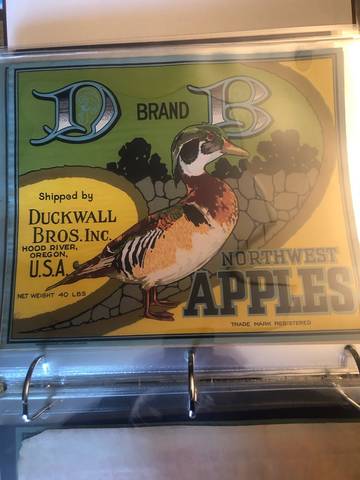 D BRAND B
Shipped by
DUCKWALL
BROS. INC.
HOOD RIVER,
OREGON,
U.S.A.
NET WEIGHT 40 LBS
NORTHWEST
APPLES
TRADE MARK REGISTERED